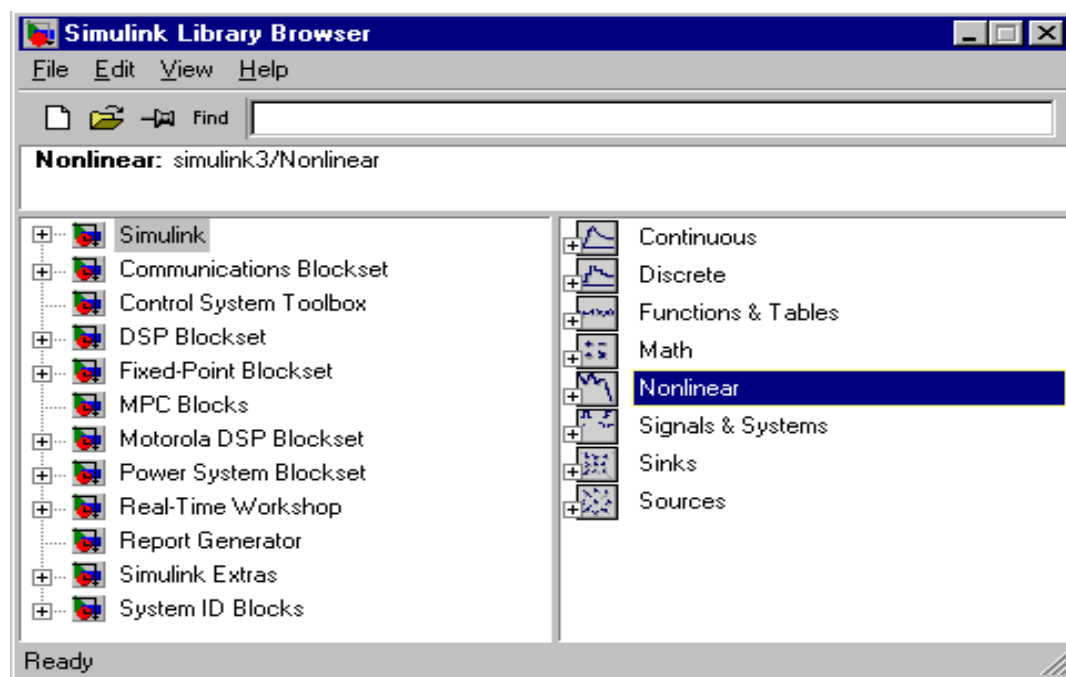 Simulink Library Browser
File Edit View Help
Find
Nonlinear: simulink3/Nonlinear
Simulink
Communications Blockset
Control System Toolbox
DSP Blockset
Fixed-Point Blockset
MPC Blocks
Motorola DSP Blockset
Power System Blockset
Real-Time Workshop
Report Generator
Simulink Extras
System ID Blocks
Continuous
Discrete
Functions & Tables
Math
Nonlinear
Signals & Systems
Sinks
Sources
Ready